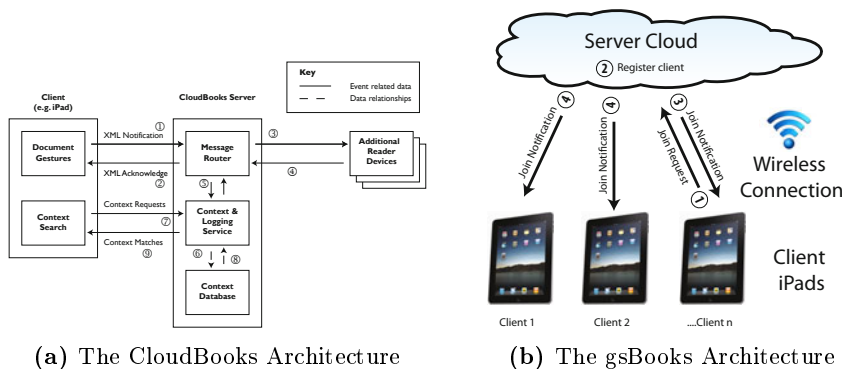 Key
Event related data
Data relationships
Client
(e.g. iPad)
CloudBooks Server
①
XML Notification
Document
Gestures
Message
Router
③
Additional
Reader
Devices
XML Acknowledge
②
④
⑤
Context Requests
Context
Search
⑦
Context &
Logging
Service
Context Matches
⑨
⑥
⑧
Context
Database
(a) The CloudBooks Architecture
Server Cloud
② Register client
④
Join Notification
④
Join Notification
③
Join Notification
Join Request
①
Wireless
Connection
Client
iPads
Client 1
Client 2
....Client n
(b) The gsBooks Architecture